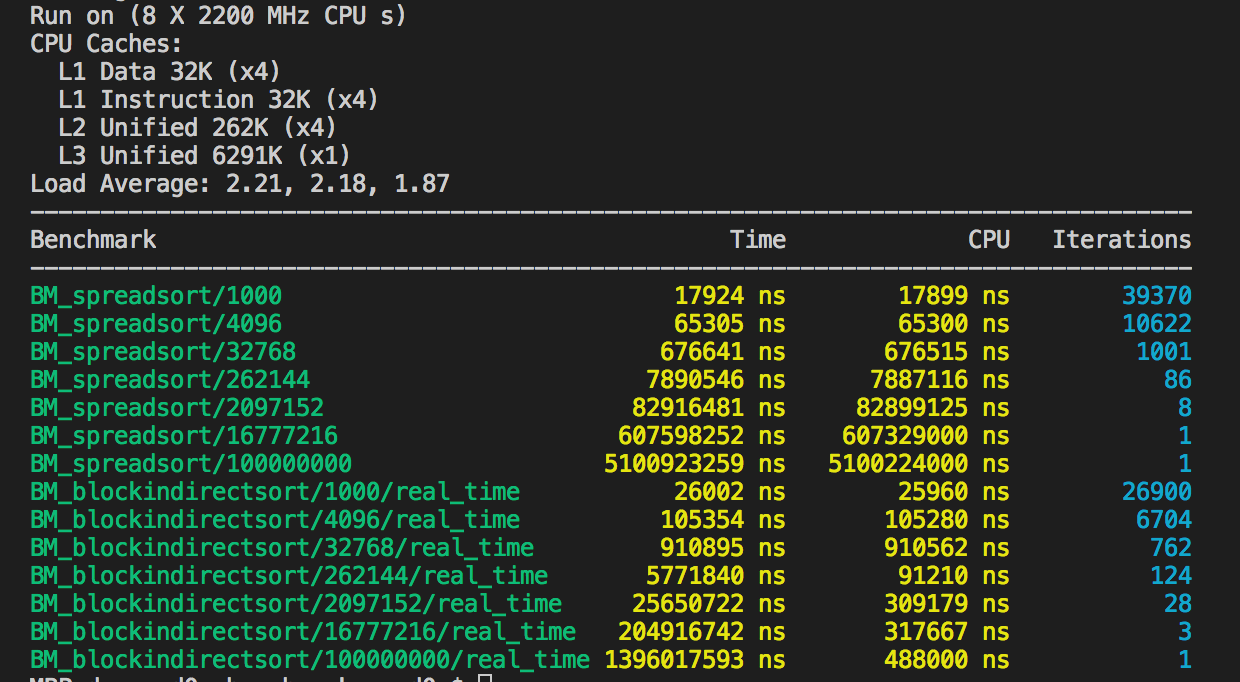 Run on (8 X 2200 MHz CPU s)
CPU Caches:
  L1 Data 32K (x4)
  L1 Instruction 32K (x4)
  L2 Unified 262K (x4)
  L3 Unified 6291K (x1)
Load Average: 2.21, 2.18, 1.87
-----------------------------------------------------------------------------------
Benchmark                                         Time             CPU   Iterations
-----------------------------------------------------------------------------------
BM_spreadsort/1000                            17924 ns        17899 ns        39370
BM_spreadsort/4096                            65305 ns        65300 ns        10622
BM_spreadsort/32768                          676641 ns       676515 ns         1001
BM_spreadsort/262144                        7890546 ns      7887116 ns           86
BM_spreadsort/2097152                      82916481 ns     82899125 ns            8
BM_spreadsort/16777216                    607598252 ns    607329000 ns            1
BM_spreadsort/100000000                  5100923259 ns   5100224000 ns            1
BM_blockindirectsort/1000/real_time           26002 ns        25960 ns        26900
BM_blockindirectsort/4096/real_time          105354 ns       105280 ns         6704
BM_blockindirectsort/32768/real_time         910895 ns       910562 ns          762
BM_blockindirectsort/262144/real_time       5771840 ns        91210 ns          124
BM_blockindirectsort/2097152/real_time     25650722 ns       309179 ns           28
BM_blockindirectsort/16777216/real_time   204916742 ns       317667 ns            3
BM_blockindirectsort/100000000/real_time 1396017593 ns       488000 ns            1